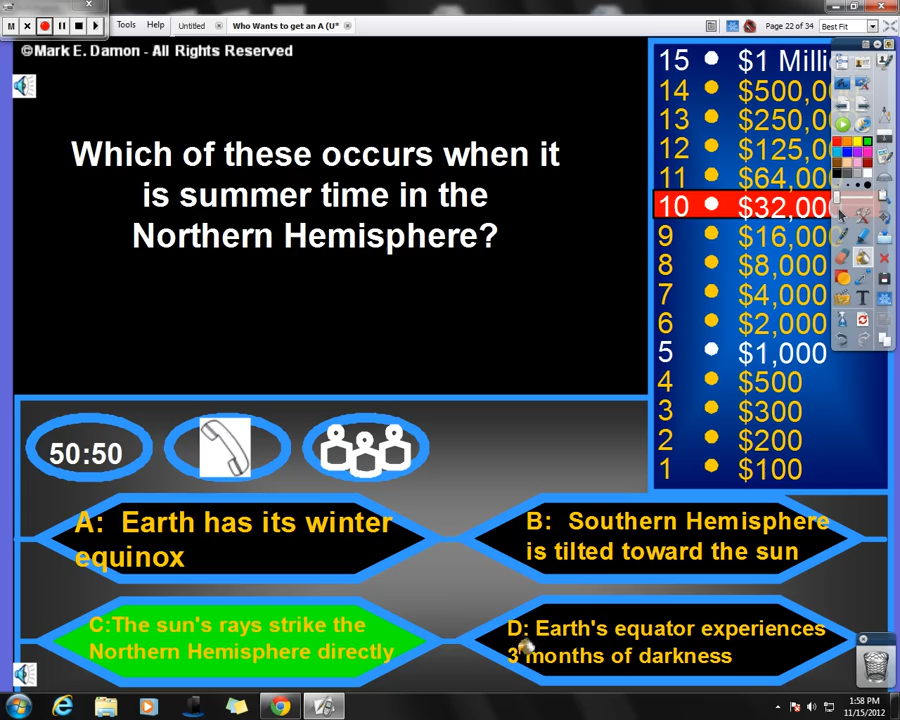 Tools Help Untitled Who Wants to get an A (U* Page 22 of 34 Best Fit
©Mark E. Damon - All Rights Reserved
Which of these occurs when it
is summer time in the
Northern Hemisphere?
15 $1 Milli
14 $500,0
13 $250,0
12 $125,0
11 $64,000
10 $32,000
9 $16,000
8 $8,000
7 $4,000
6 $2,000
5 $1,000
4 $500
3 $300
2 $200
1 $100
50:50
A: Earth has its winter
equinox
B: Southern Hemisphere
is tilted toward the sun
C:The sun's rays strike the
Northern Hemisphere directly
D: Earth's equator experiences
3 months of darkness
1:58 PM
11/15/2012